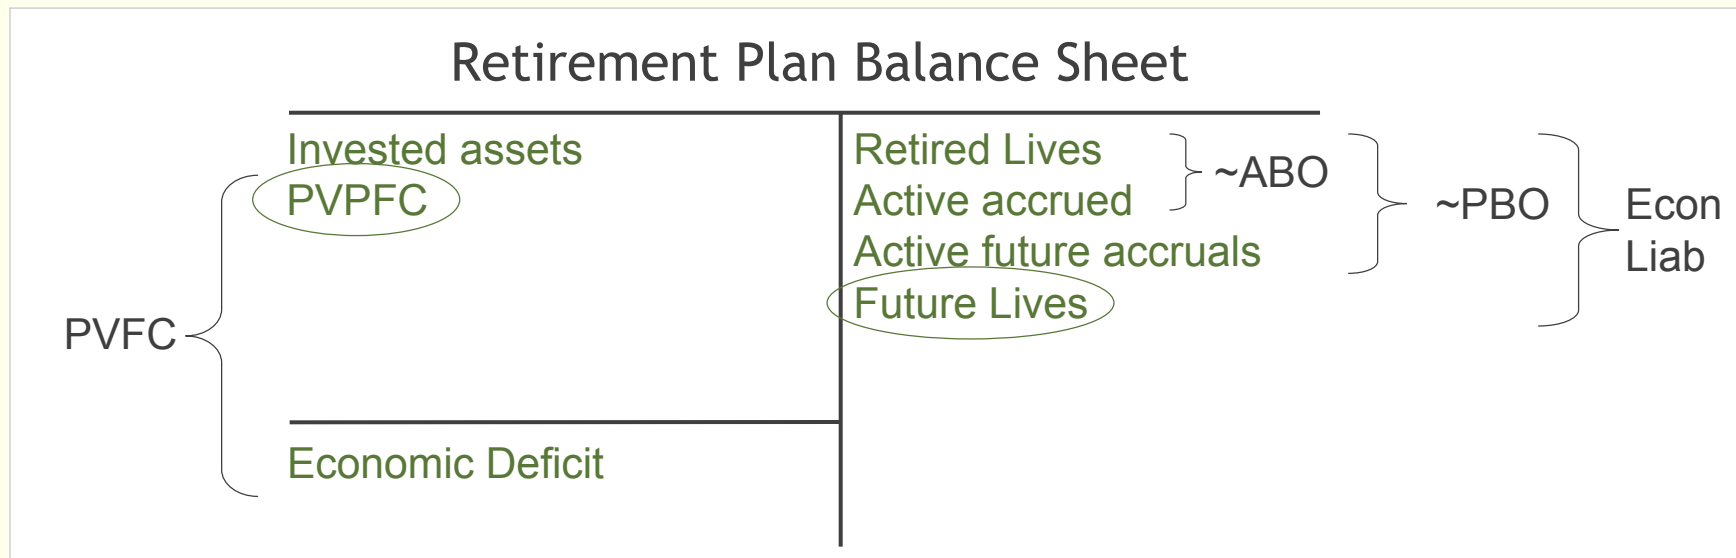 Retirement Plan Balance Sheet
Invested assets
PVPFC
PVFC
Economic Deficit
Retired Lives
Active accrued
Active future accruals
Future Lives
~ABO
~PBO
Econ
Liab